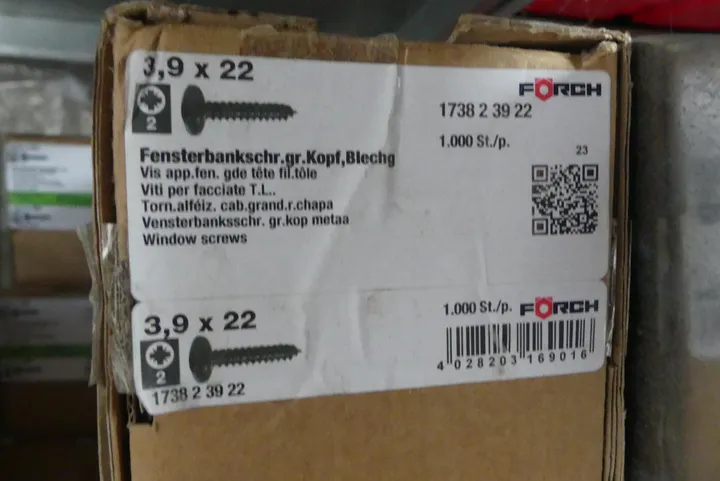 3,9 x 22
FÖRCH
1738 2 39 22
2
1.000 St./p.
23
Fensterbankschr.gr.Kopf,Blechg
Vis app.fen. gde tête fil.tôle
Viti per facciate T.L..
Torn.alféiz. cab.grand.r.chapa
Vensterbanksschr. gr.kop metaa
Window screws
3,9 x 22
1.000 St./p.
FÖRCH
2
4 028203 169016
1738 2 39 22